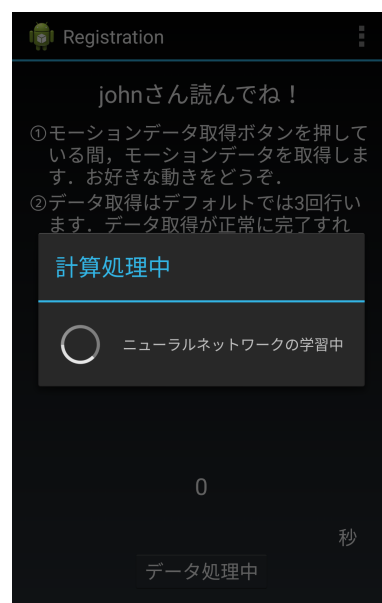 Registration
johnさん読んでね！
①モーションデータ取得ボタンを押して
いる間，モーションデータを取得しま
す．お好きな動きをどうぞ．
②データ取得はデフォルトでは3回行い
ます．データ取得が正常に完了すれ
計算処理中
ニューラルネットワークの学習中
0
秒
データ処理中